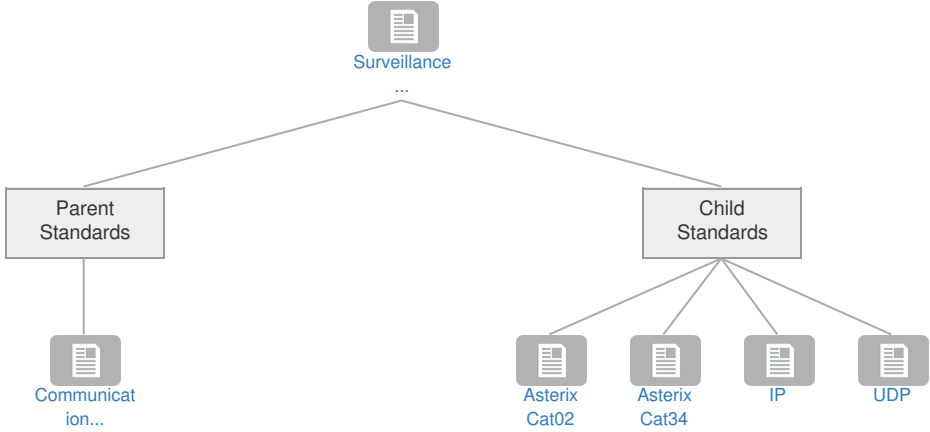 Surveillance
...
Parent
Standards
Child
Standards
Communicat
ion...
Asterix
Cat02
Asterix
Cat34
IP
UDP